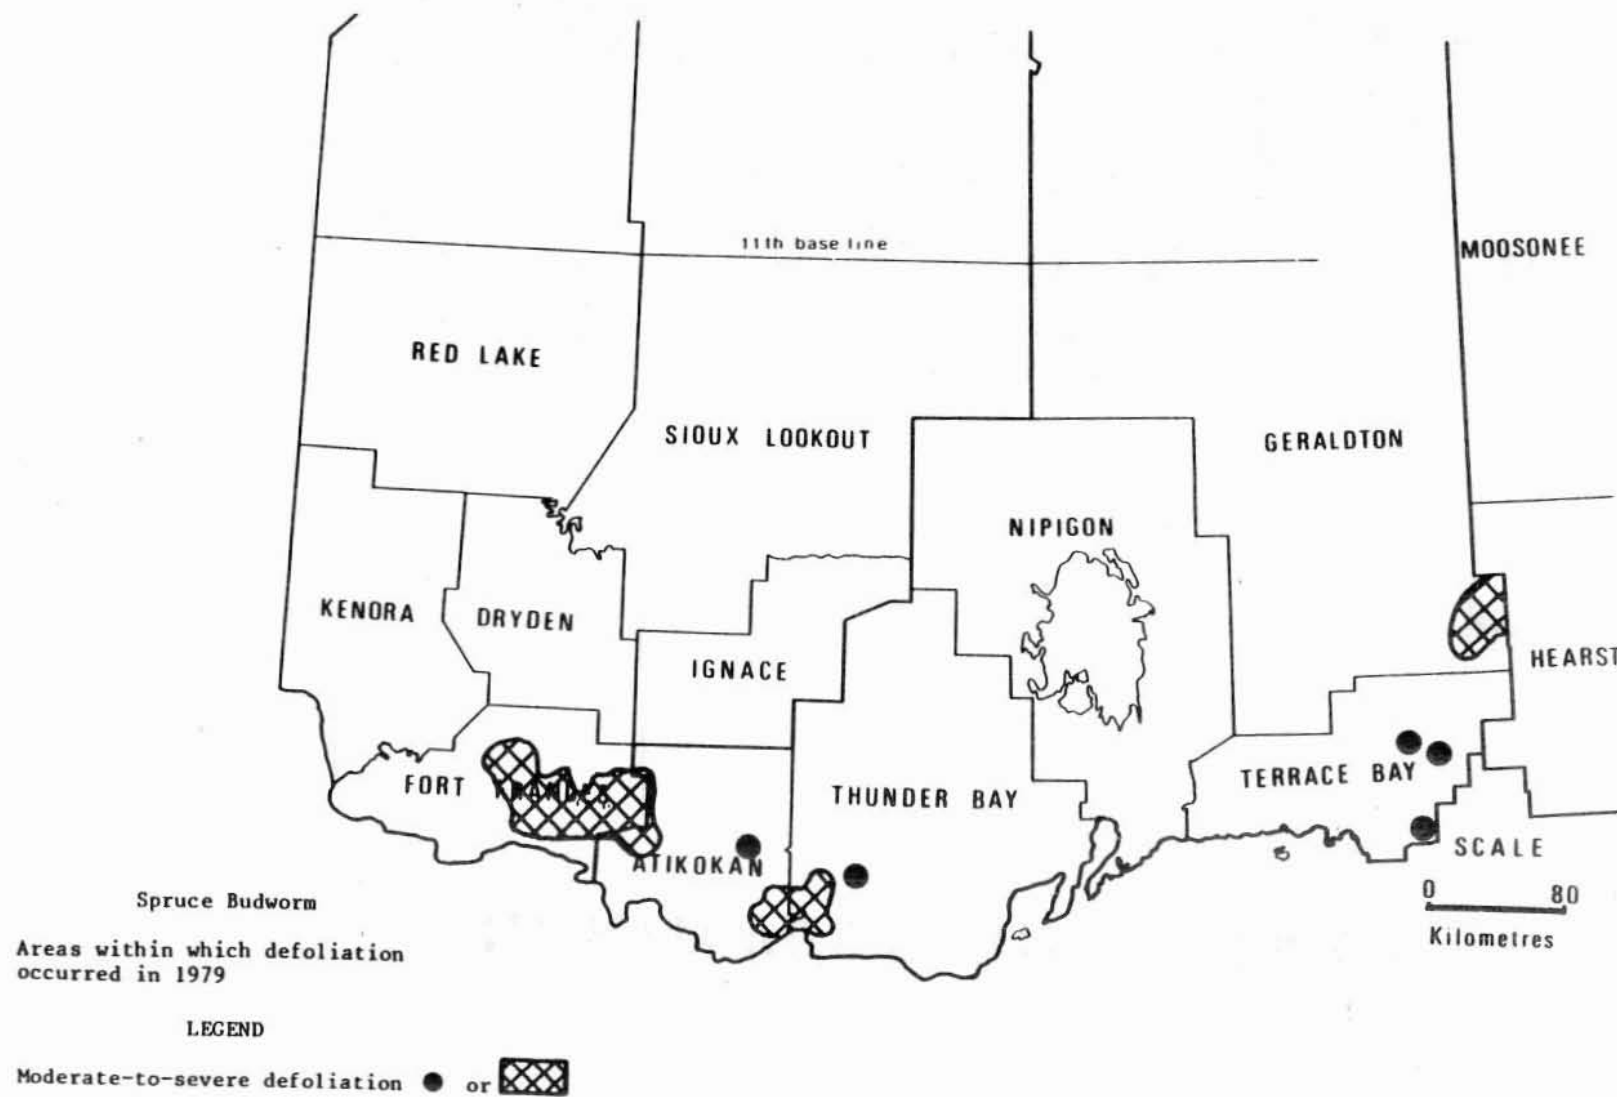 11th base line
MOOSONEE
RED LAKE
SIOUX LOOKOUT
GERALDTON
NIPIGON
KENORA
DRYDEN
IGNACE
HEARST
FORT
TERRACE BAY
THUNDER BAY
ATIKOKAN
SCALE
0 80
Kilometres
Spruce Budworm
Areas within which defoliation
occurred in 1979
LEGEND
Moderate-to-severe defoliation or